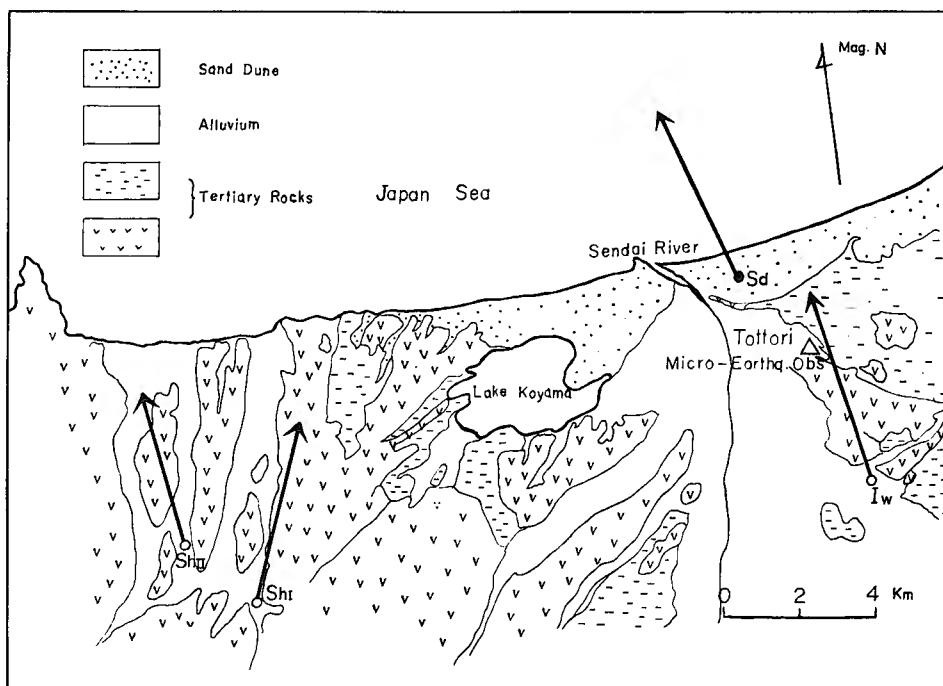 Mag. N
Sand Dune
Alluvium
Tertiary Rocks
Japan Sea
Sendai River
Sd
Tottori
Micro-Earthq. Obs
Lake Koyama
Iw
ShII
ShI
0 2 4 Km